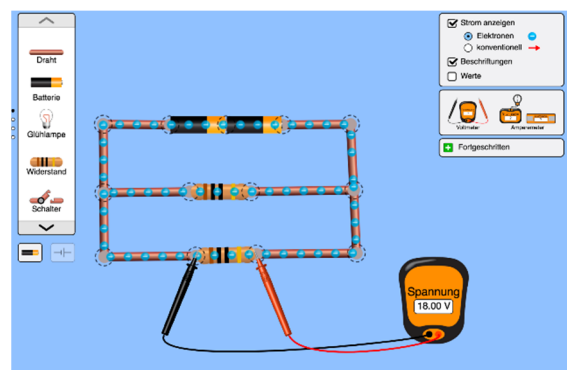 Draht
Batterie
Glühlampe
Widerstand
Schalter
Strom anzeigen
Elektronen
konventionell
Beschriftungen
Werte
Voltmeter
Amperemeter
Fortgeschritten
Spannung
18.00 V